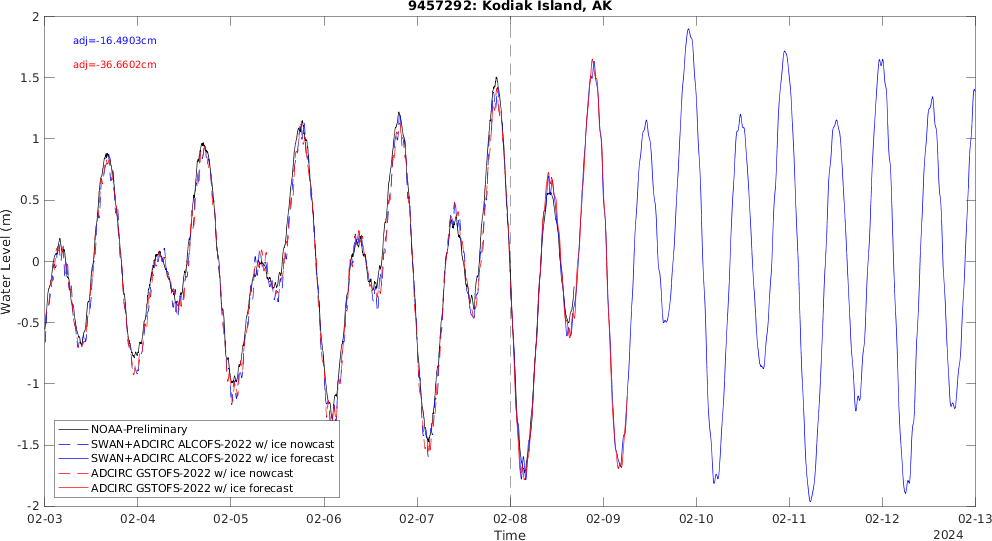 9457292: Kodiak Island, AK
adj=-16.4903cm
adj=-36.6602cm
Water Level (m)
2
1.5
1
0.5
0
-0.5
-1
-1.5
-2
NOAA-Preliminary
SWAN+ADCIRC ALCOFS-2022 w/ ice nowcast
SWAN+ADCIRC ALCOFS-2022 w/ ice forecast
ADCIRC GSTOFS-2022 w/ ice nowcast
ADCIRC GSTOFS-2022 w/ ice forecast
02-03 02-04 02-05 02-06 02-07 02-08 02-09 02-10 02-11 02-12 02-13
Time
2024